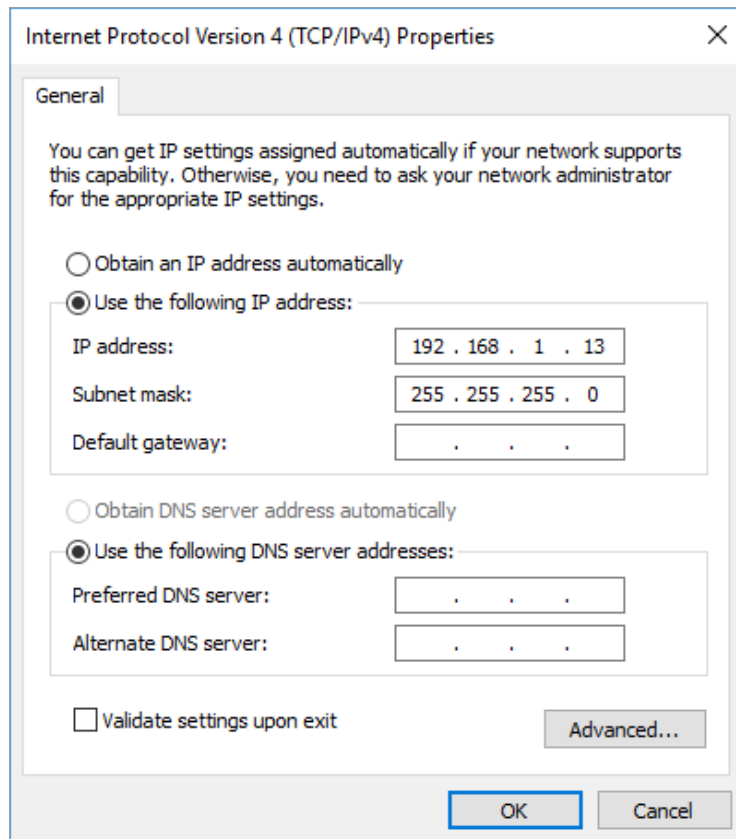 Internet Protocol Version 4 (TCP/IPv4) Properties
General
You can get IP settings assigned automatically if your network supports
this capability. Otherwise, you need to ask your network administrator
for the appropriate IP settings.
Obtain an IP address automatically
Use the following IP address:
IP address: 192 . 168 . 1 . 13
Subnet mask: 255 . 255 . 255 . 0
Default gateway: . . .
Obtain DNS server address automatically
Use the following DNS server addresses:
Preferred DNS server: . . .
Alternate DNS server: . . .
Validate settings upon exit
Advanced...
OK Cancel